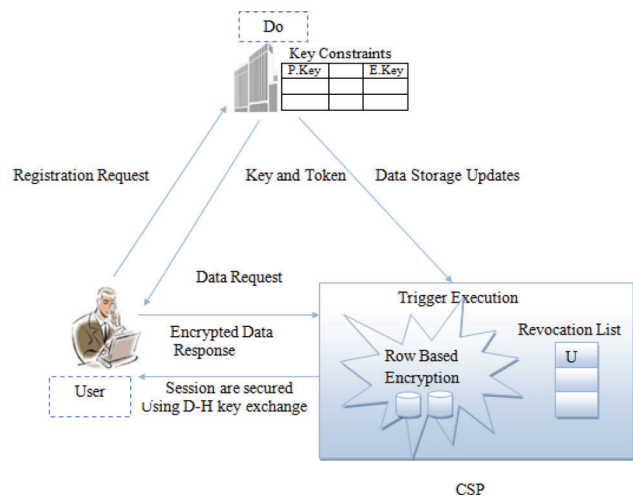 Do
Key Constraints
P.Key E.Key
Registration Request
Key and Token
Data Storage Updates
Data Request
Trigger Execution
Encrypted Data
Response
Revocation List
Row Based
Encryption
U
User
Session are secured
Using D-H key exchange
CSP